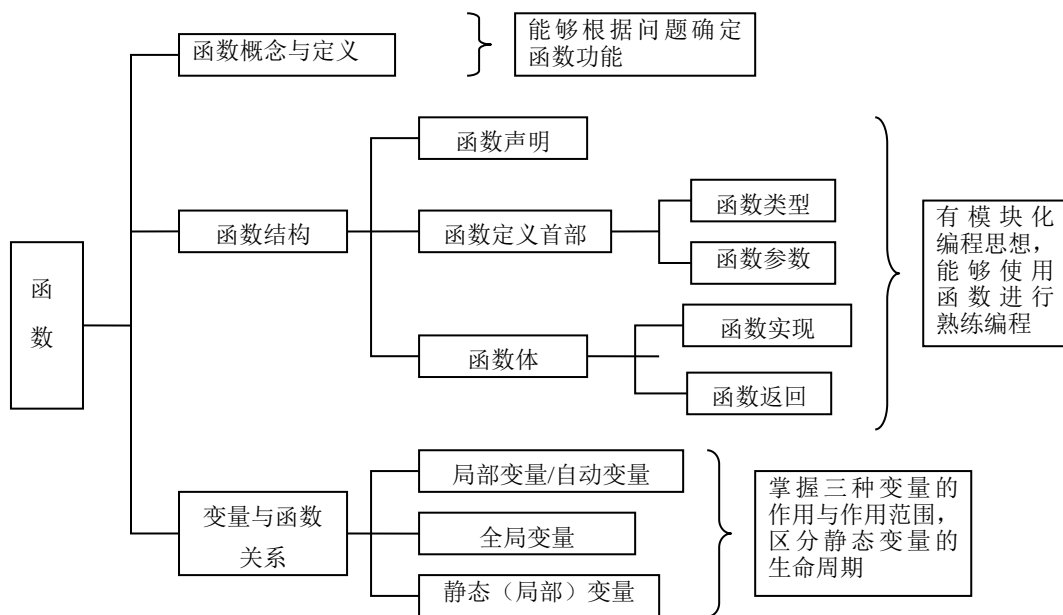 函数概念与定义
能够根据问题确定
函数功能
函数声明
函数类型
函数结构
函数定义首部
函数参数
有模块化
编程思想,
能够使用
函数进行
熟练编程
函
数
函数实现
函数体
函数返回
局部变量/自动变量
变量与函数
关系
全局变量
静态（局部）变量
掌握三种变量的
作用与作用范围,
区分静态变量的
生命周期